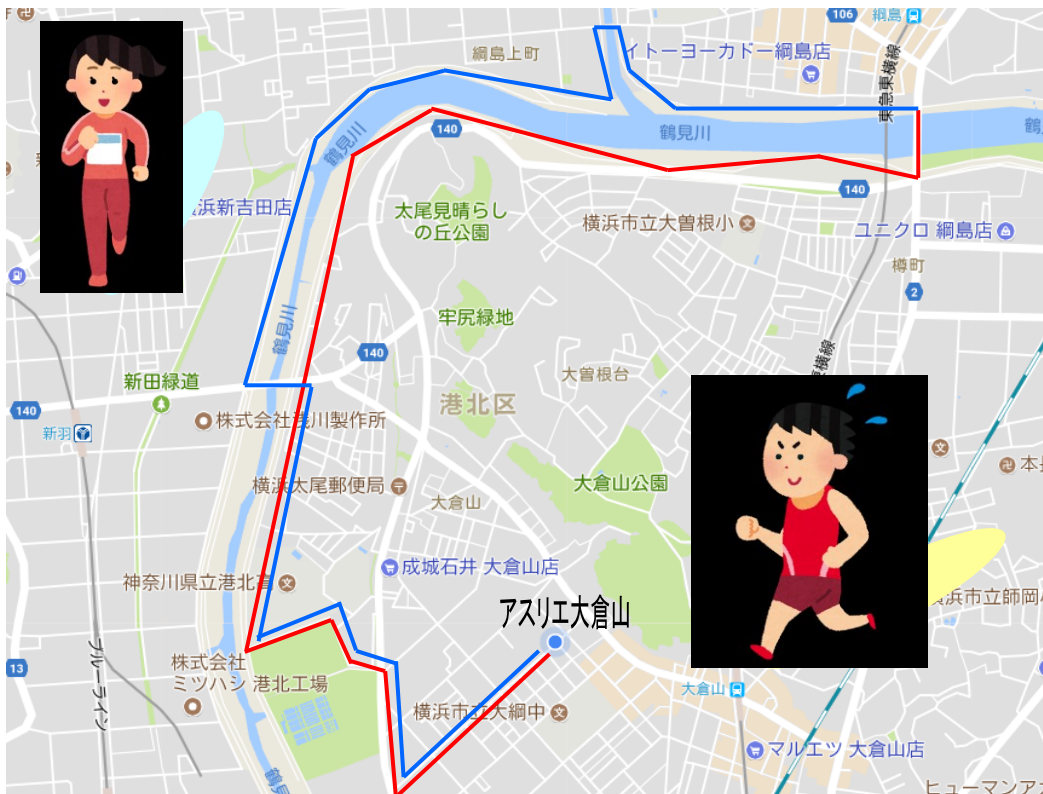 106
綱島
イトーヨーカドー綱島店
綱島上町
東急東横線
鶴見川
鶴見川
140
140
太尾見晴らし
の丘公園
横浜市立大曽根小
ユニクロ 綱島店
樽町
2
浜新吉田店
鶴見川
牢尻緑地
140
大曽根台
新田緑道
港北区
140
新羽
株式会社浅川製作所
横浜太尾郵便局
大倉山
大倉山公園
成城石井 大倉山店
神奈川県立港北高
アスリエ大倉山
横浜市立師岡小
13
ブルーライン
株式会社
ミツハシ 港北工場
大倉山
横浜市立大綱中
マルエツ 大倉山店
鶴見川
ヒューマンア